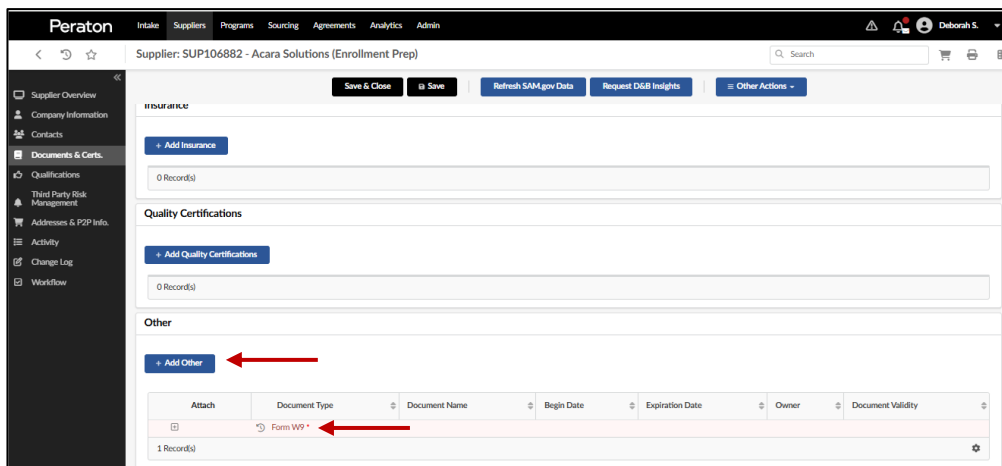 Peraton
Intake Suppliers Programs Sourcing Agreements Analytics Admin
Deborah S.
Supplier: SUP106882 - Acara Solutions (Enrollment Prep)
Search
Save & Close Save Refresh SAM.gov Data Request D&B Insights Other Actions
Supplier Overview
Company Information
Contacts
Documents & Certs.
Qualifications
Third Party Risk
Management
Addresses & P2P Info.
Activity
Change Log
Workflow
Insurance
+ Add Insurance
0 Record(s)
Quality Certifications
+ Add Quality Certifications
0 Record(s)
Other
+ Add Other
Attach Document Type Document Name Begin Date Expiration Date Owner Document Validity
Form W9 *
1 Record(s)